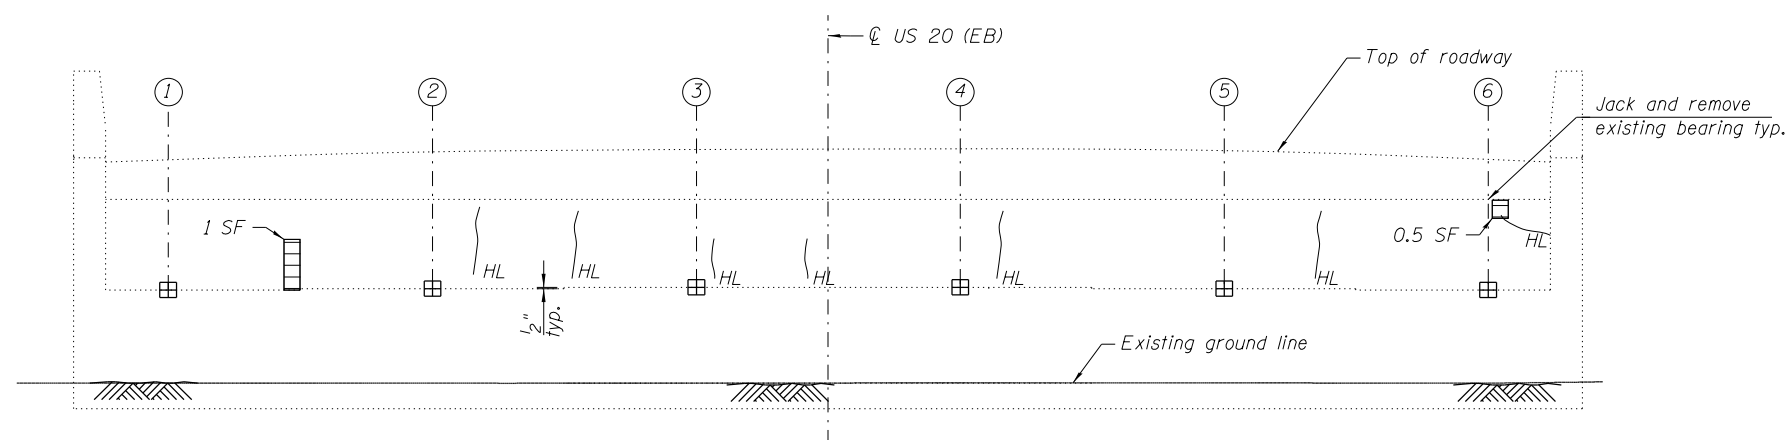 ℄ US 20 (EB)
Top of roadway
1 2 3 4 5 6
Jack and remove
existing bearing typ.
1 SF
0.5 SF
HL
HL HL HL HL HL HL HL
½"
typ.
Existing ground line